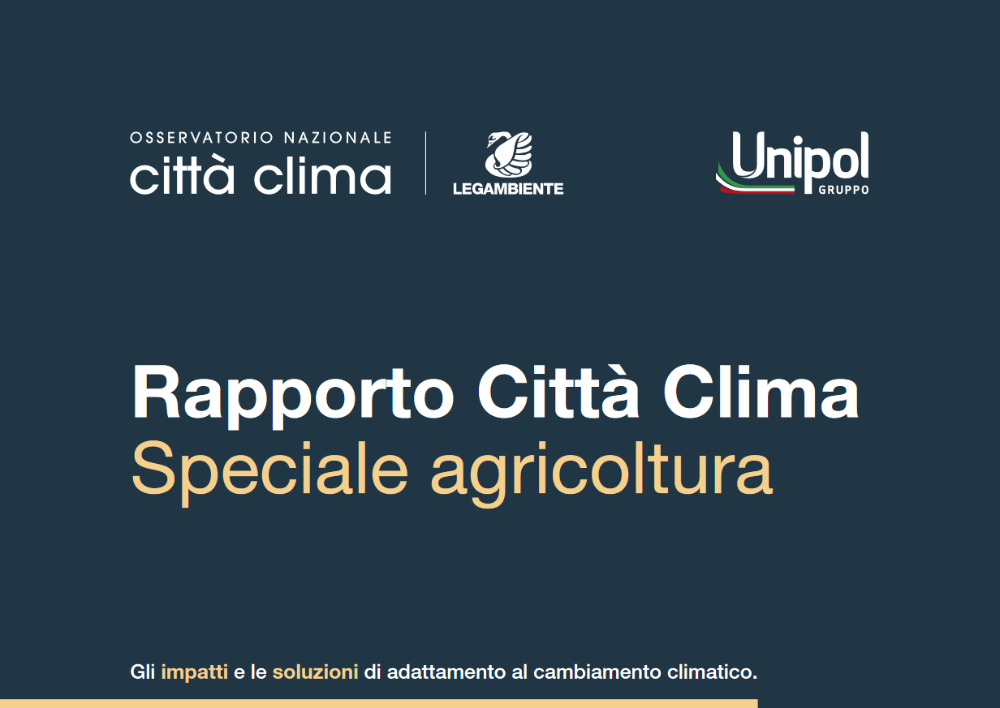 OSSERVATORIO NAZIONALE
città clima
LEGAMBIENTE
Unipol
GRUPPO
Rapporto Città Clima
Speciale agricoltura
Gli impatti e le soluzioni di adattamento al cambiamento climatico.